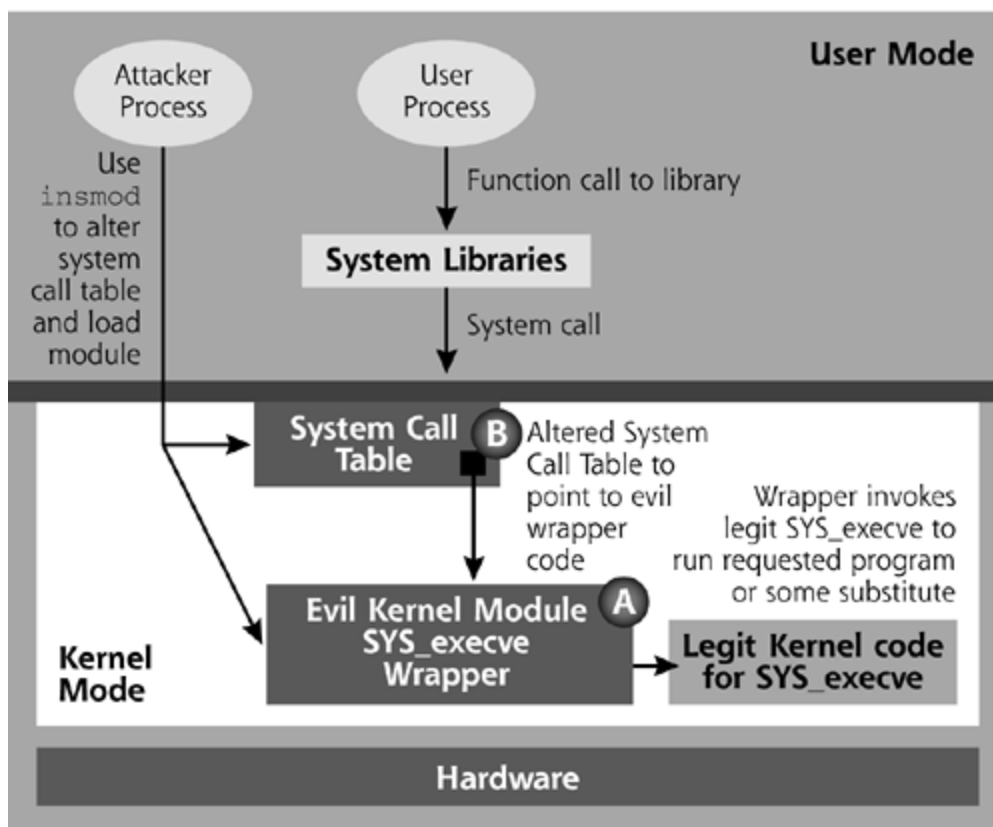 User Mode
Attacker
Process
User
Process
Use
insmod
to alter
system
call table
and load
module
Function call to library
System Libraries
System call
System Call
Table
B
Altered System
Call Table to
point to evil
wrapper
code
Wrapper invokes
legit SYS_execve to
run requested program
or some substitute
Evil Kernel Module
SYS_execve
Wrapper
A
Legit Kernel code
for SYS_execve
Kernel
Mode
Hardware